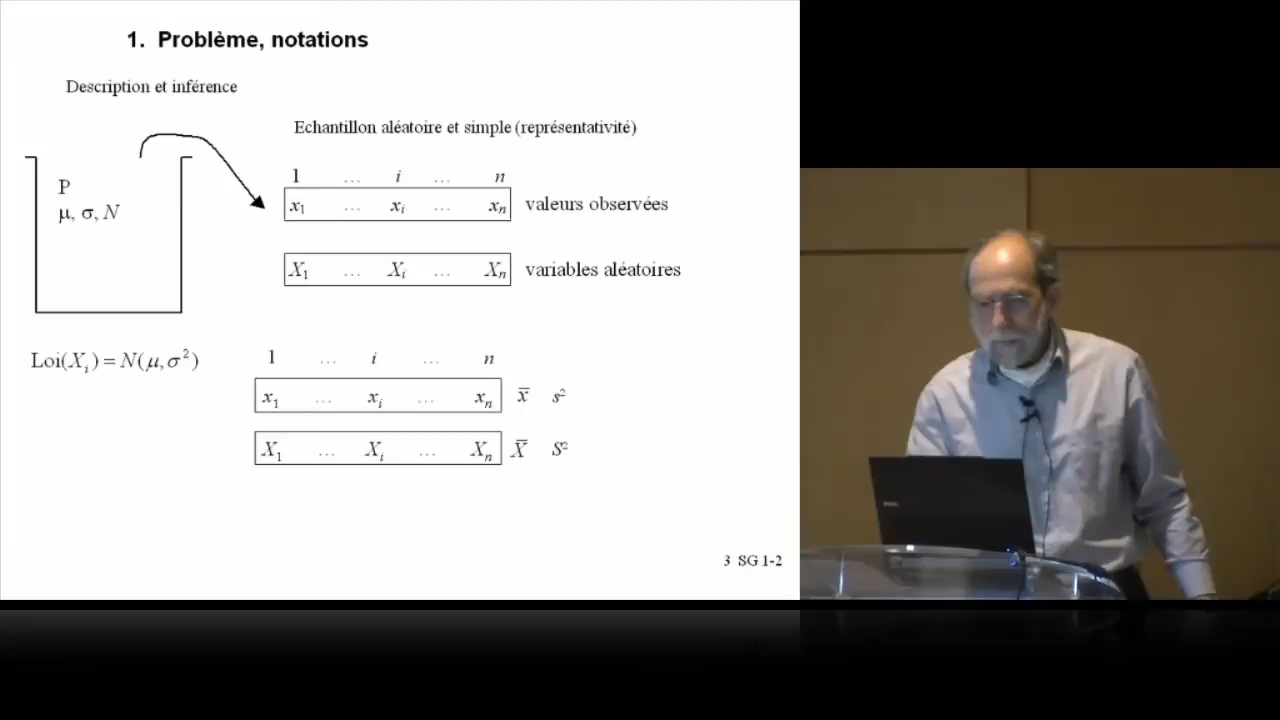 1. Problème, notations
Description et inférence
Echantillon aléatoire et simple (représentativité)
P
μ, σ, N
1 … i … n
x₁ … xᵢ … xₙ valeurs observées
X₁ … Xᵢ … Xₙ variables aléatoires
Loi(Xᵢ) = N(μ, σ²)
1 … i … n
x₁ … xᵢ … xₙ x̅ s²
X₁ … Xᵢ … Xₙ X̅ S²
3 SG 1-2